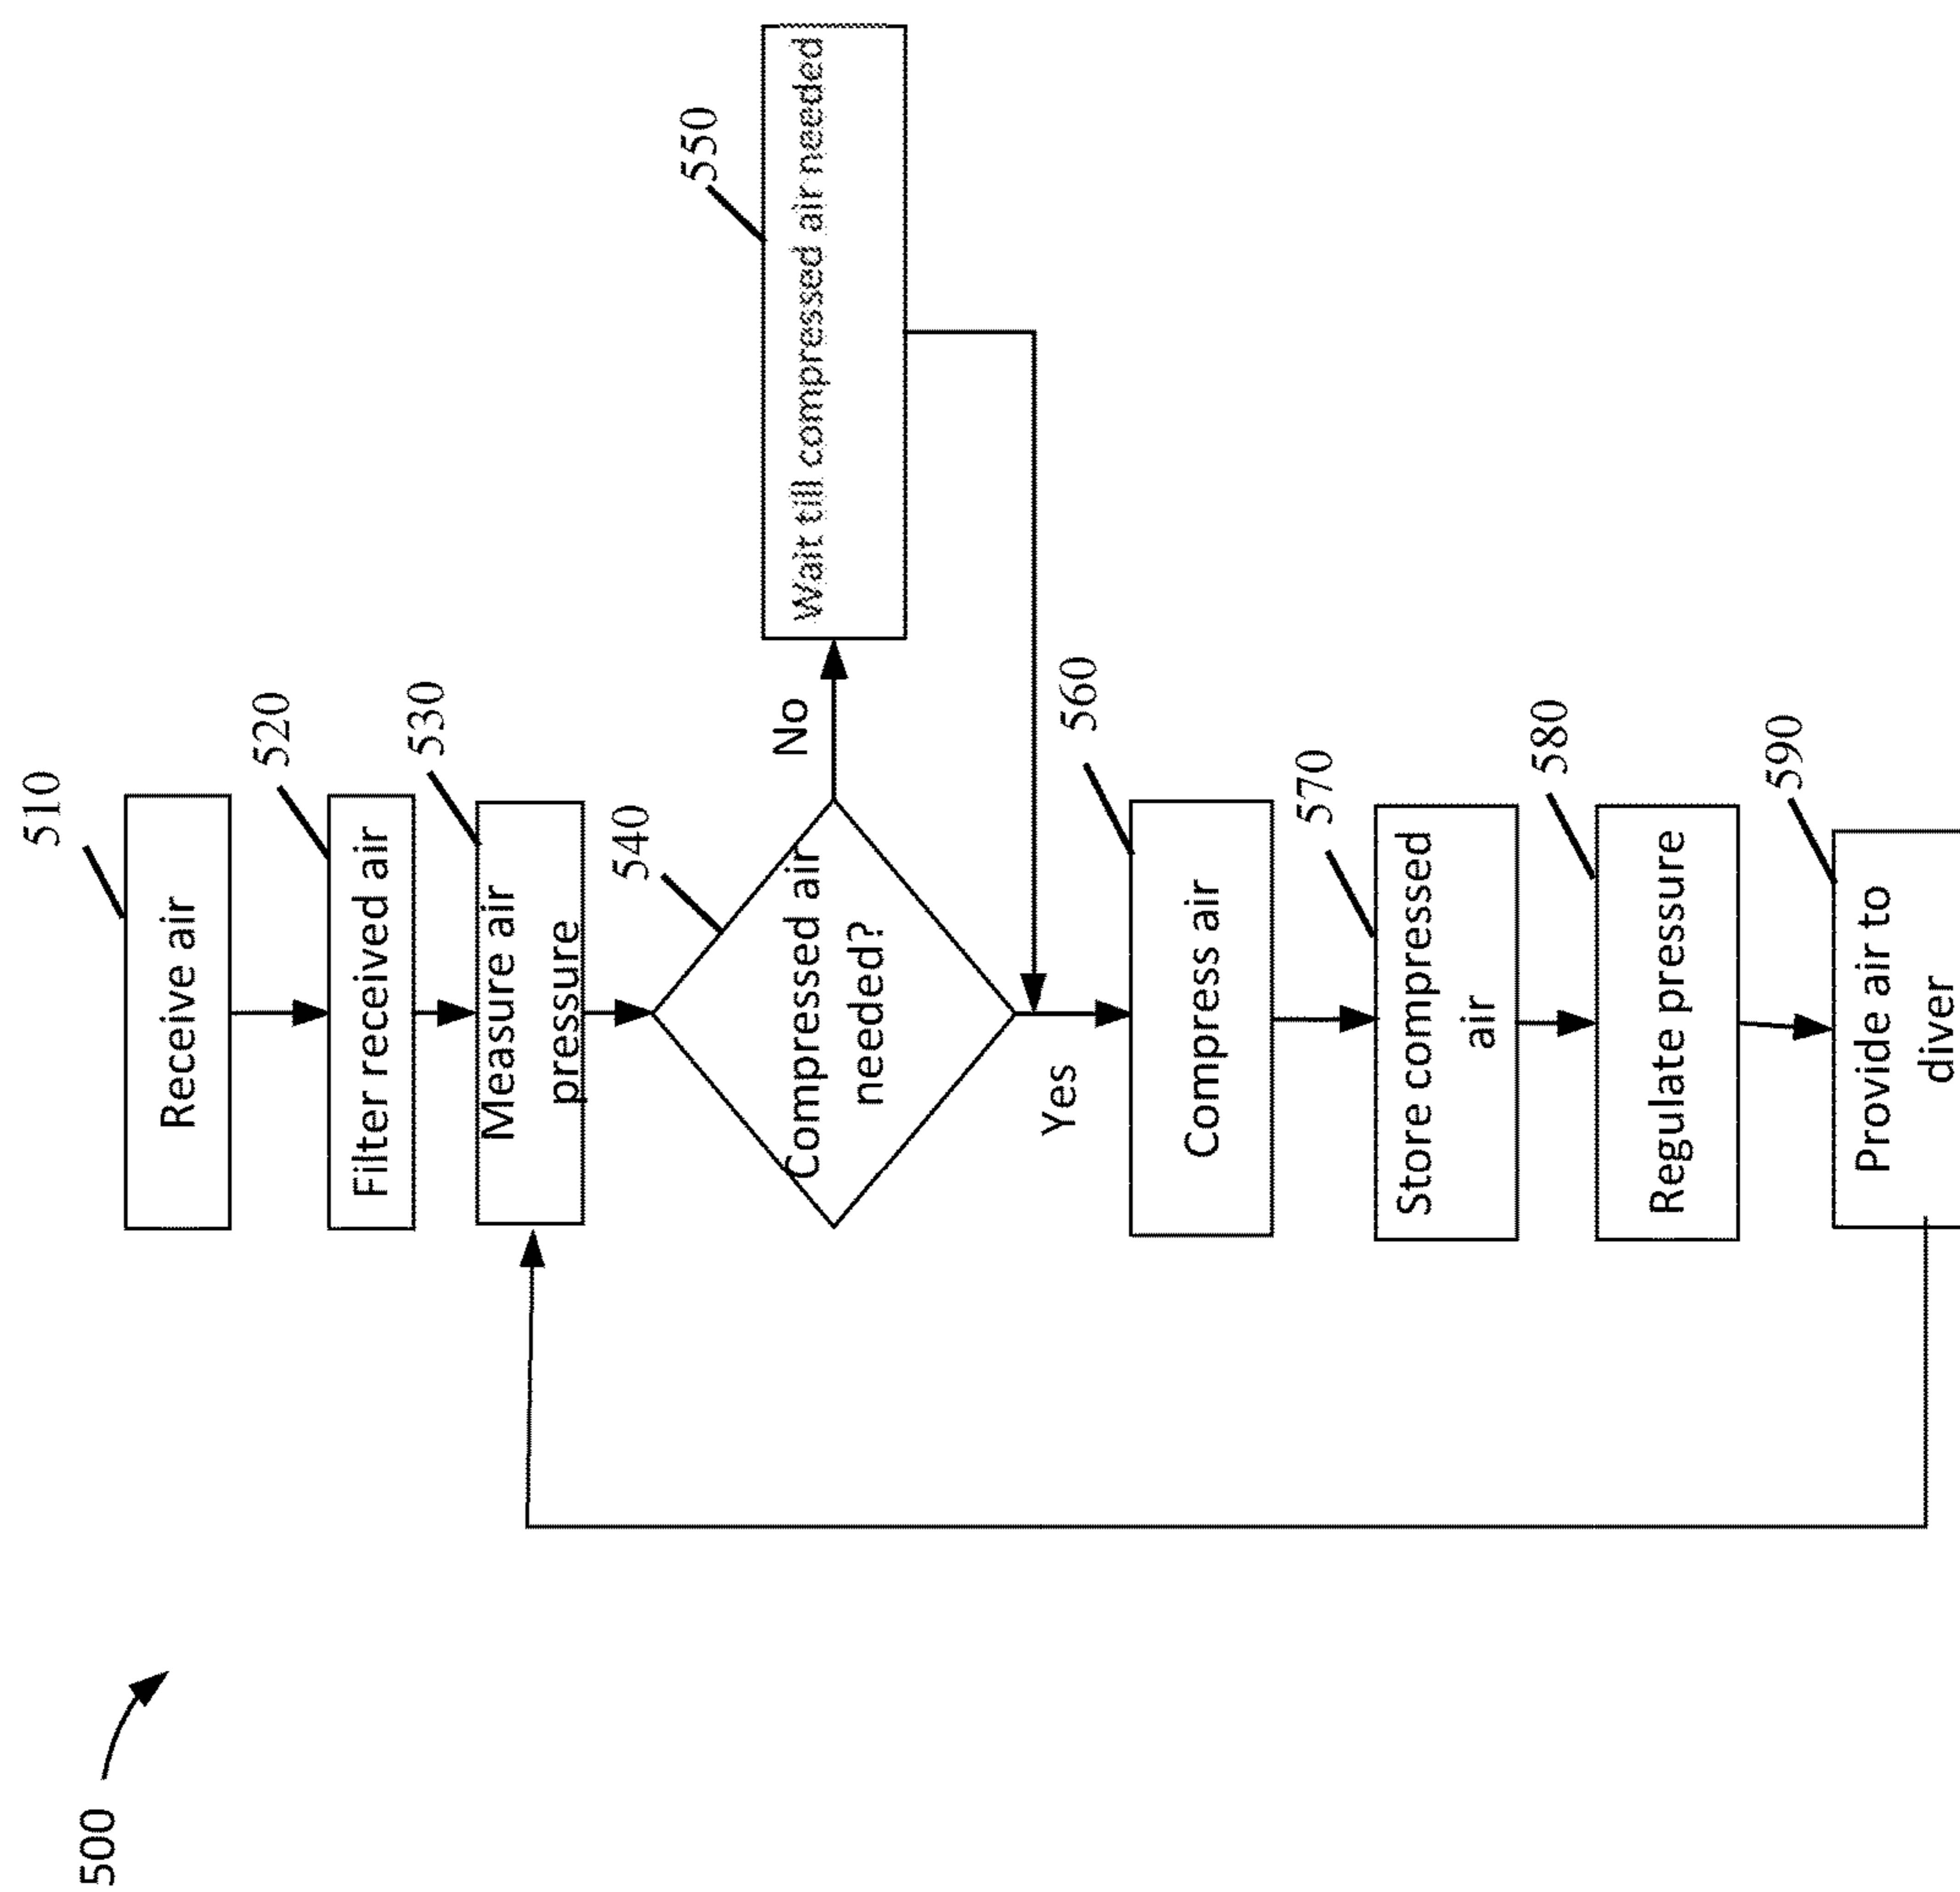 500
510
Receive air
520
Filter received air
530
Measure air
pressure
540
Compressed air
needed?
No
550
Wait till compressed air needed
Yes
560
Compress air
570
Store compressed
air
580
Regulate pressure
590
Provide air to
diver